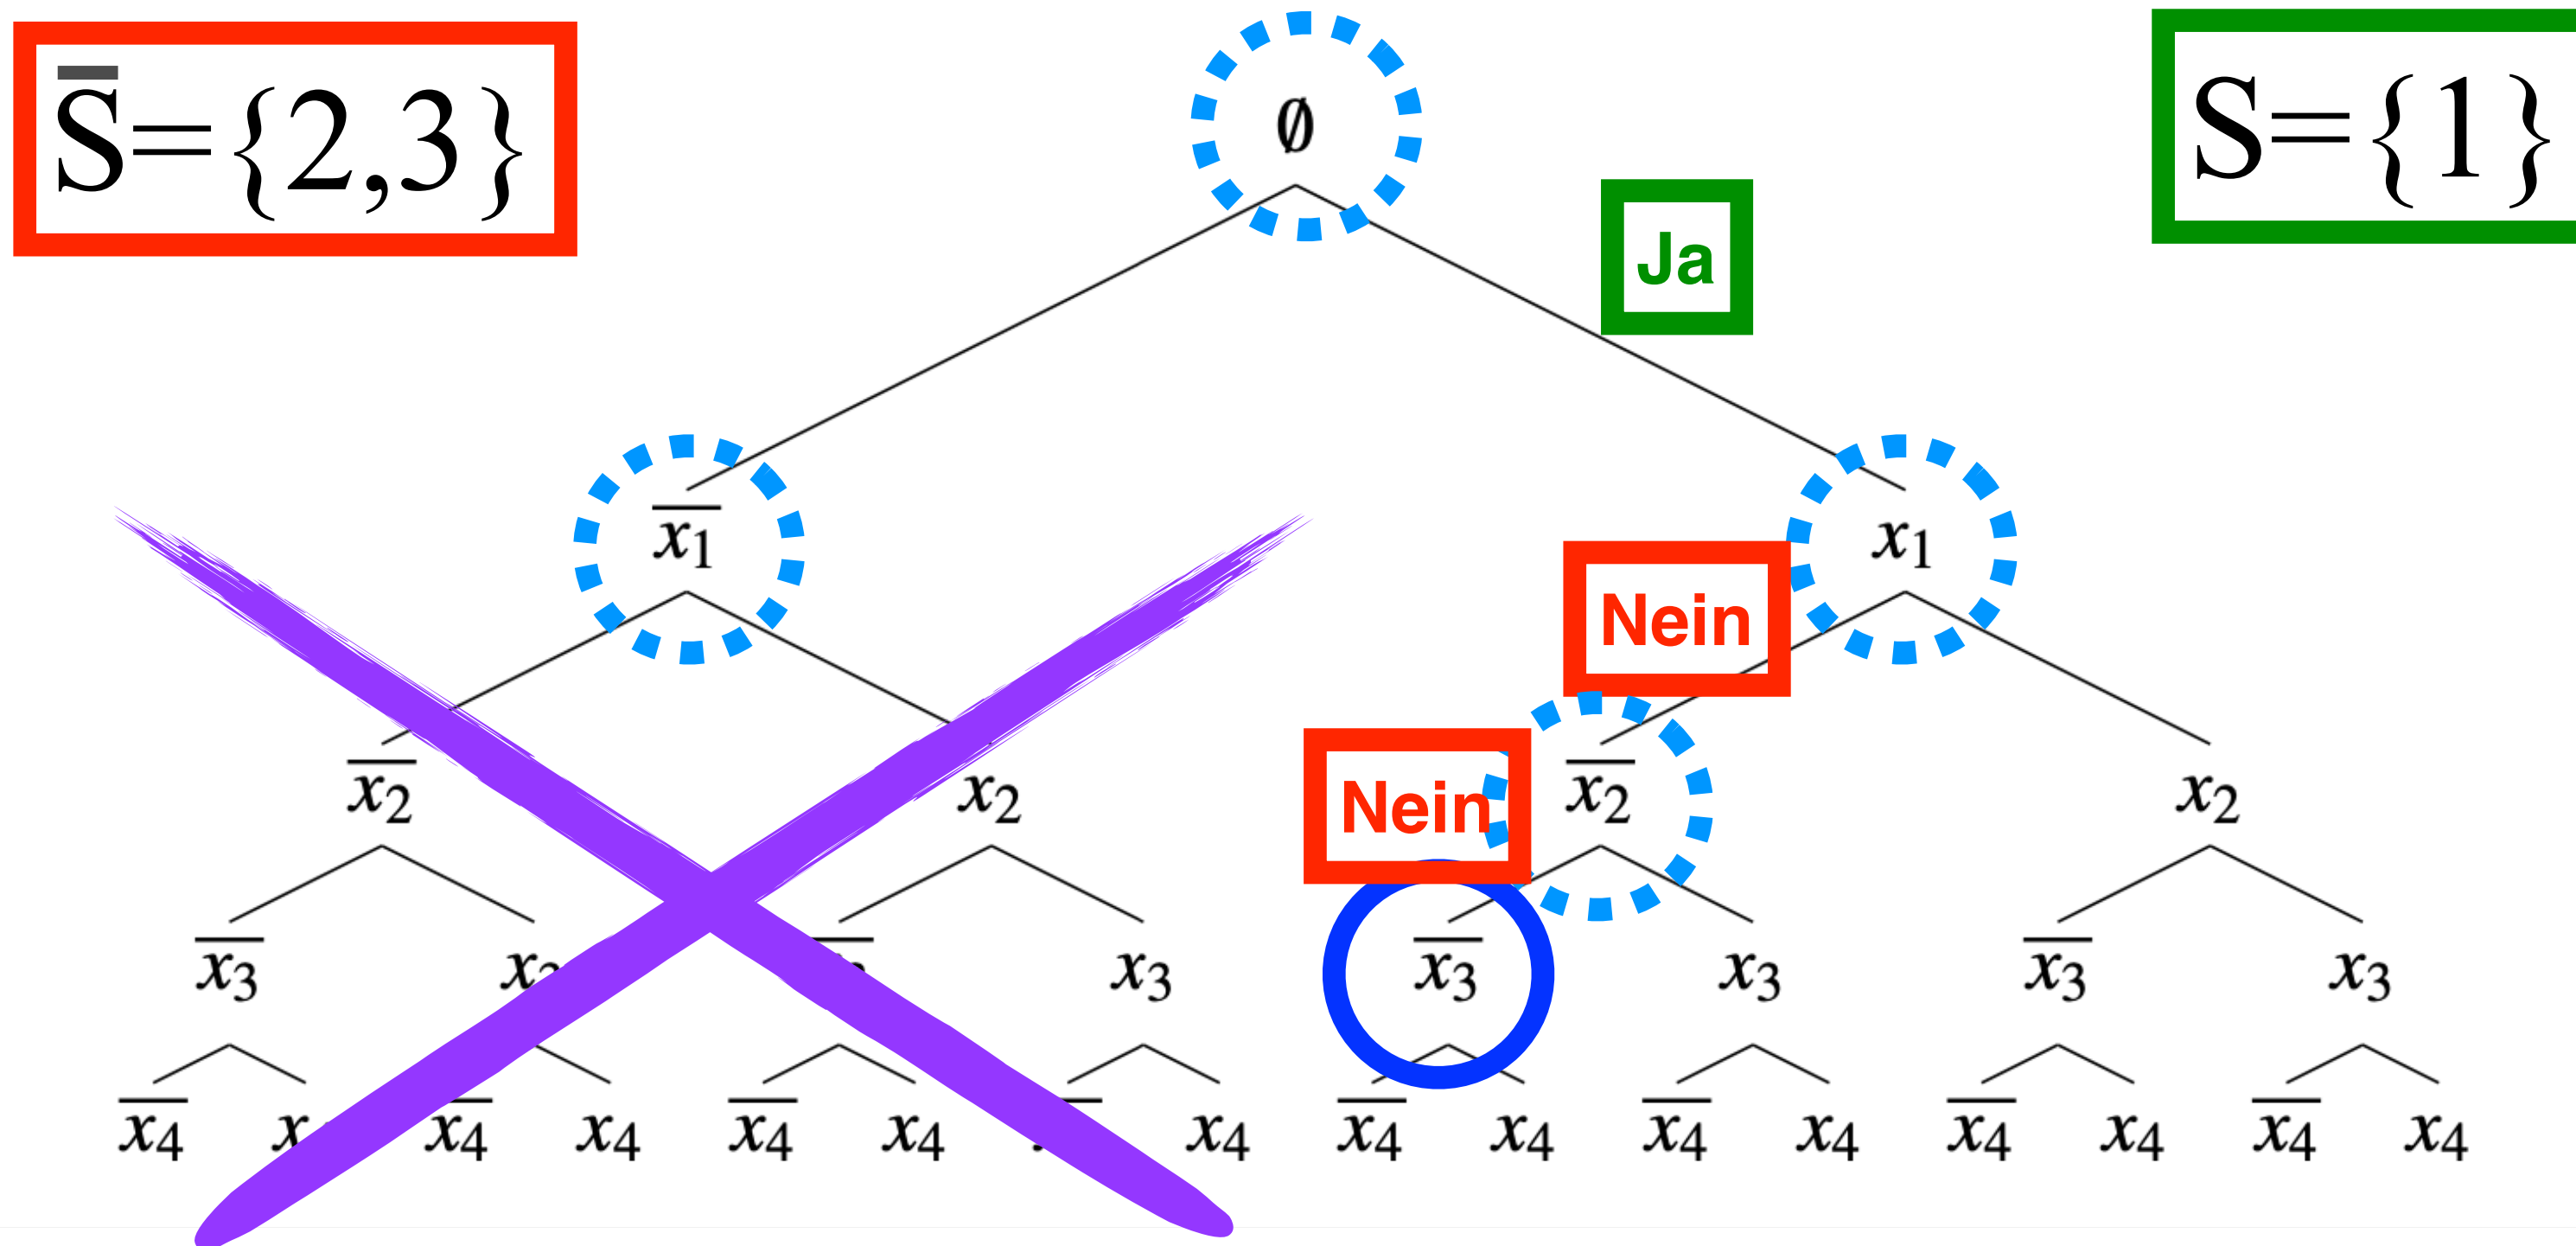 S̅={2,3}
∅
S={1}
Ja
x̅₁
x₁
Nein
x̅₂
x₂
Nein
x̅₂
x₂
x̅₃
x₃
x̅₃
x₃
x̅₃
x₃
x̅₄
x̅₄
x₄
x̅₄
x₄
x₄
x̅₄
x₄
x̅₄
x₄
x̅₄
x₄
x̅₄
x₄